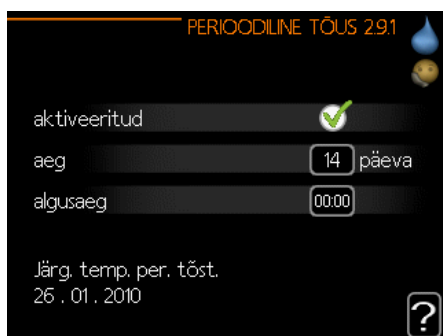 PERIOODILINE TÕUS 2.9.1
aktiveeritud
aeg 14 päeva
algusaeg 00:00
Järg. temp. per. tõst.
26 . 01 . 2010
?